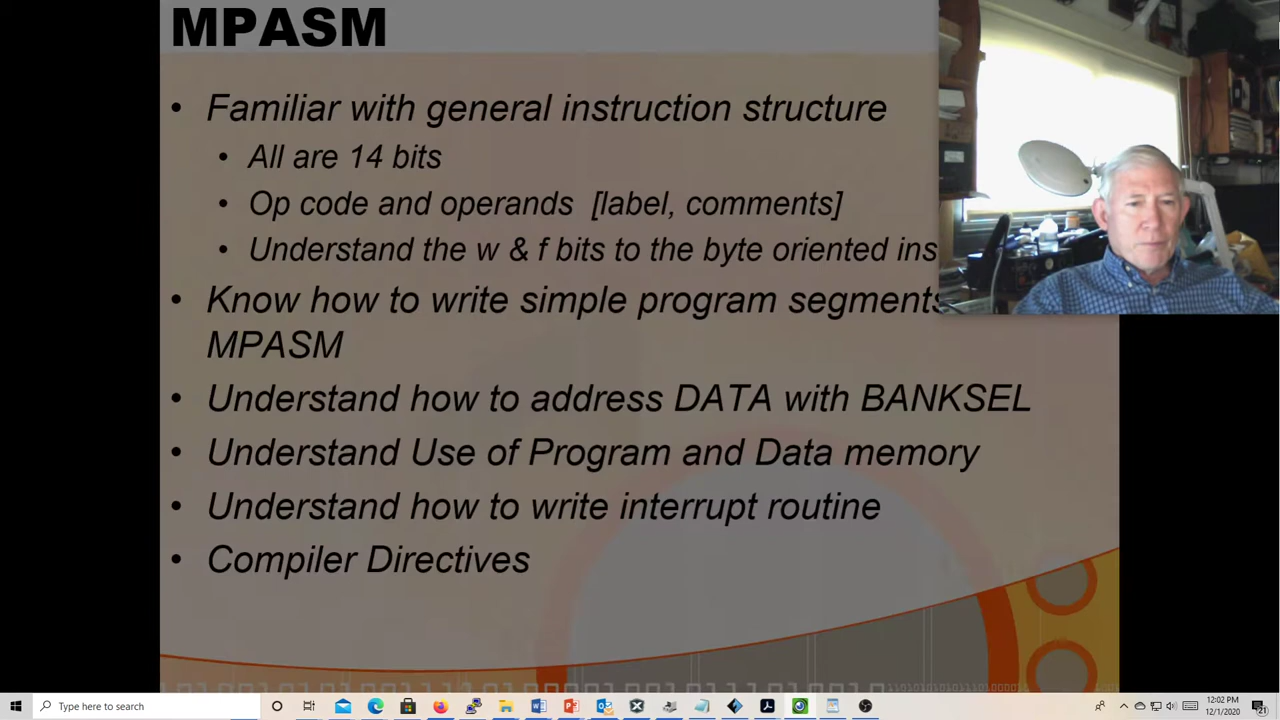 MPASM
• Familiar with general instruction structure
• All are 14 bits
• Op code and operands [label, comments]
• Understand the w & f bits to the byte oriented ins
• Know how to write simple program segments
MPASM
• Understand how to address DATA with BANKSEL
• Understand Use of Program and Data memory
• Understand how to write interrupt routine
• Compiler Directives
Type here to search
12:02 PM
12/1/2020